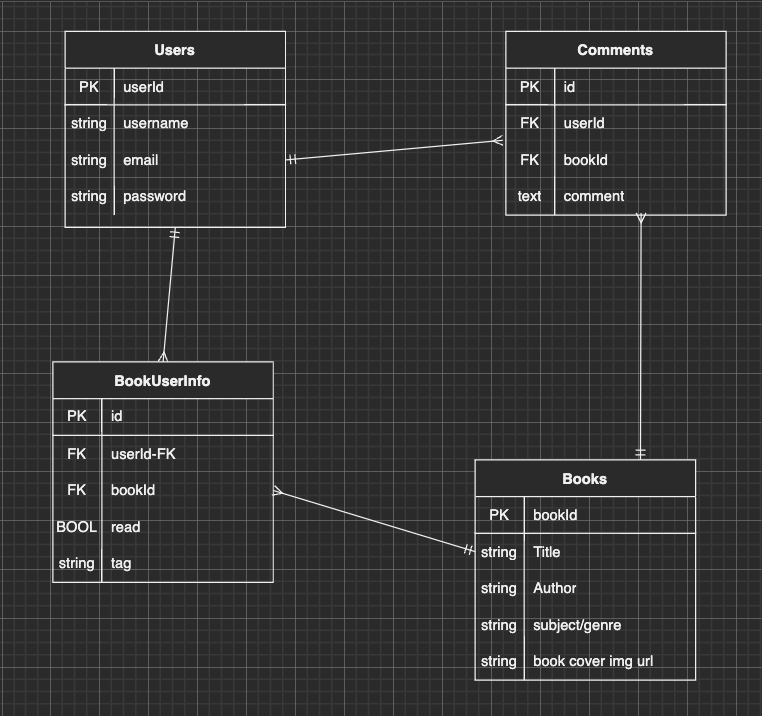 Users
PK userId
string username
string email
string password
Comments
PK id
FK userId
FK bookId
text comment
BookUserInfo
PK id
FK userId-FK
FK bookId
BOOL read
string tag
Books
PK bookId
string Title
string Author
string subject/genre
string book cover img url